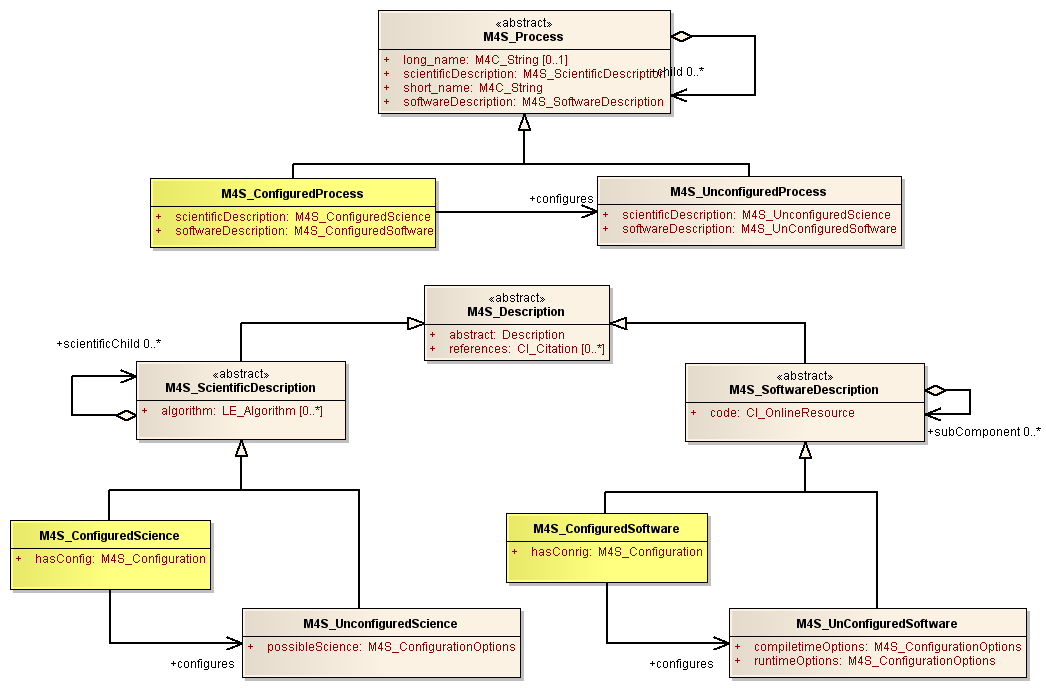 «abstract»
M4S_Process
+ long_name: M4C_String [0..1]
+ scientificDescription: M4S_ScientificDescription
+child 0..*
+ short_name: M4C_String
+ softwareDescription: M4S_SoftwareDescription
M4S_ConfiguredProcess
+ scientificDescription: M4S_ConfiguredScience
+ softwareDescription: M4S_ConfiguredSoftware
+configures
M4S_UnconfiguredProcess
+ scientificDescription: M4S_UnconfiguredScience
+ softwareDescription: M4S_UnConfiguredSoftware
«abstract»
M4S_Description
+ abstract: Description
+ references: CI_Citation [0..*]
+scientificChild 0..*
«abstract»
M4S_ScientificDescription
+ algorithm: LE_Algorithm [0..*]
«abstract»
M4S_SoftwareDescription
+ code: CI_OnlineResource
+subComponent 0..*
M4S_ConfiguredScience
+ hasConfig: M4S_Configuration
M4S_ConfiguredSoftware
+ hasConrig: M4S_Configuration
M4S_UnconfiguredScience
+ possibleScience: M4S_ConfigurationOptions
+configures
M4S_UnConfiguredSoftware
+ compiletimeOptions: M4S_ConfigurationOptions
+ runtimeOptions: M4S_ConfigurationOptions
+configures